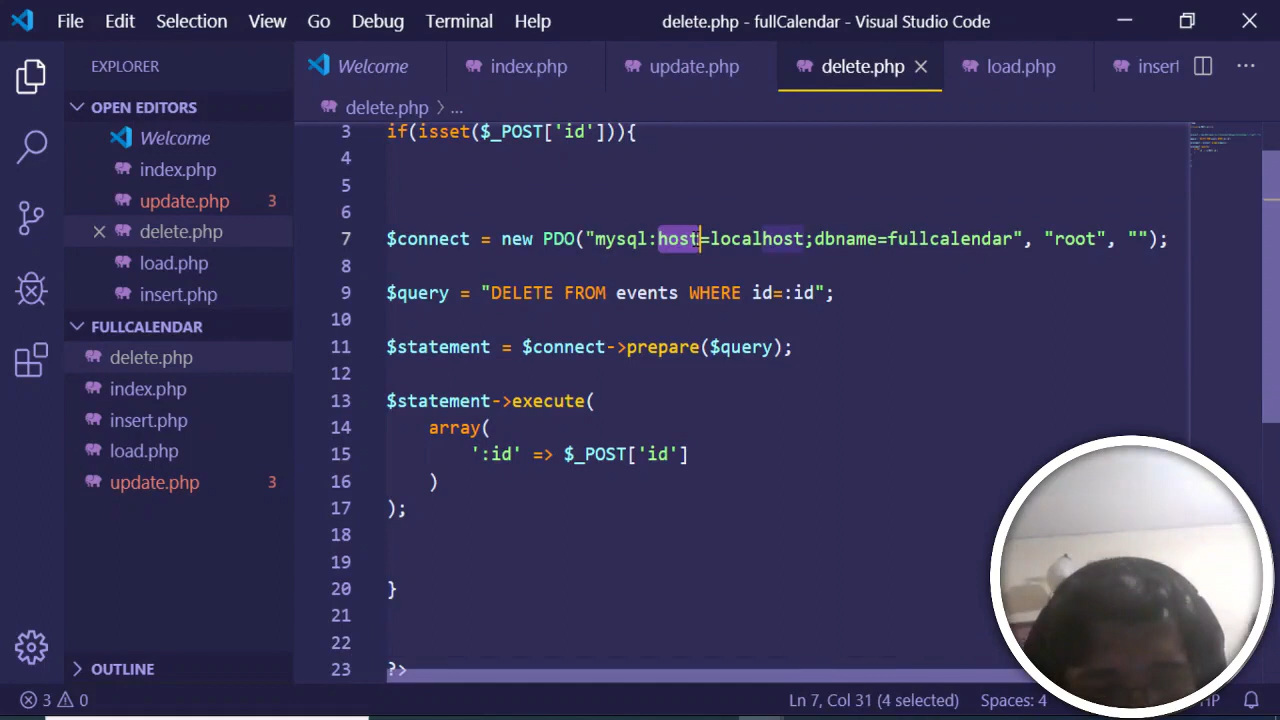 File Edit Selection View Go Debug Terminal Help delete.php - fullCalendar - Visual Studio Code
EXPLORER
Welcome index.php update.php delete.php load.php insert
OPEN EDITORS
Welcome
index.php
update.php 3
delete.php
load.php
insert.php
FULLCALENDAR
delete.php
index.php
insert.php
load.php
update.php 3
OUTLINE
delete.php > ...
3 if(isset($_POST['id'])){
4
5
6
7 $connect = new PDO("mysql:host=localhost;dbname=fullcalendar", "root", "");
8
9 $query = "DELETE FROM events WHERE id=:id";
10
11 $statement = $connect->prepare($query);
12
13 $statement->execute(
14 array(
15 ':id' => $_POST['id']
16 )
17 );
18
19
20 }
21
22
23 ?>
3 0 Ln 7, Col 31 (4 selected) Spaces: 4 HP